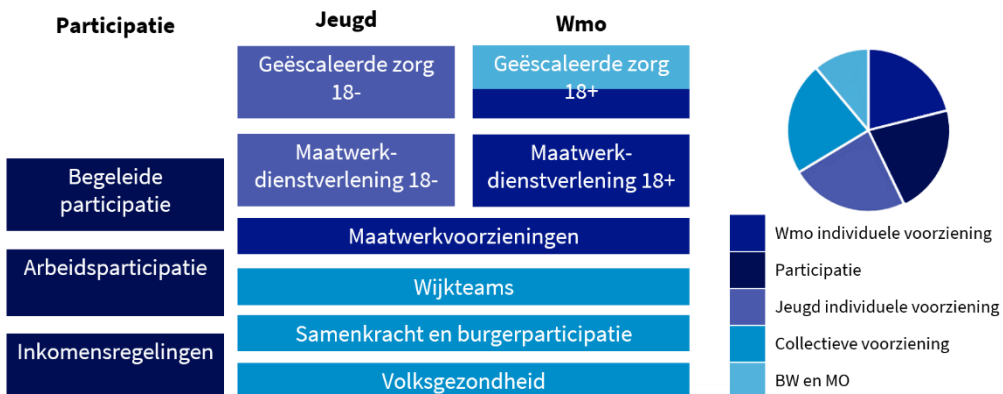 Participatie
Jeugd
Wmo
Geëscaleerde zorg
18-
Geëscaleerde zorg
18+
Maatwerk-
dienstverlening 18-
Maatwerk-
dienstverlening 18+
Begeleide
participatie
Maatwerkvoorzieningen
Arbeidsparticipatie
Wijkteams
Samenkracht en burgerparticipatie
Inkomensregelingen
Volksgezondheid
Wmo individuele voorziening
Participatie
Jeugd individuele voorziening
Collectieve voorziening
BW en MO